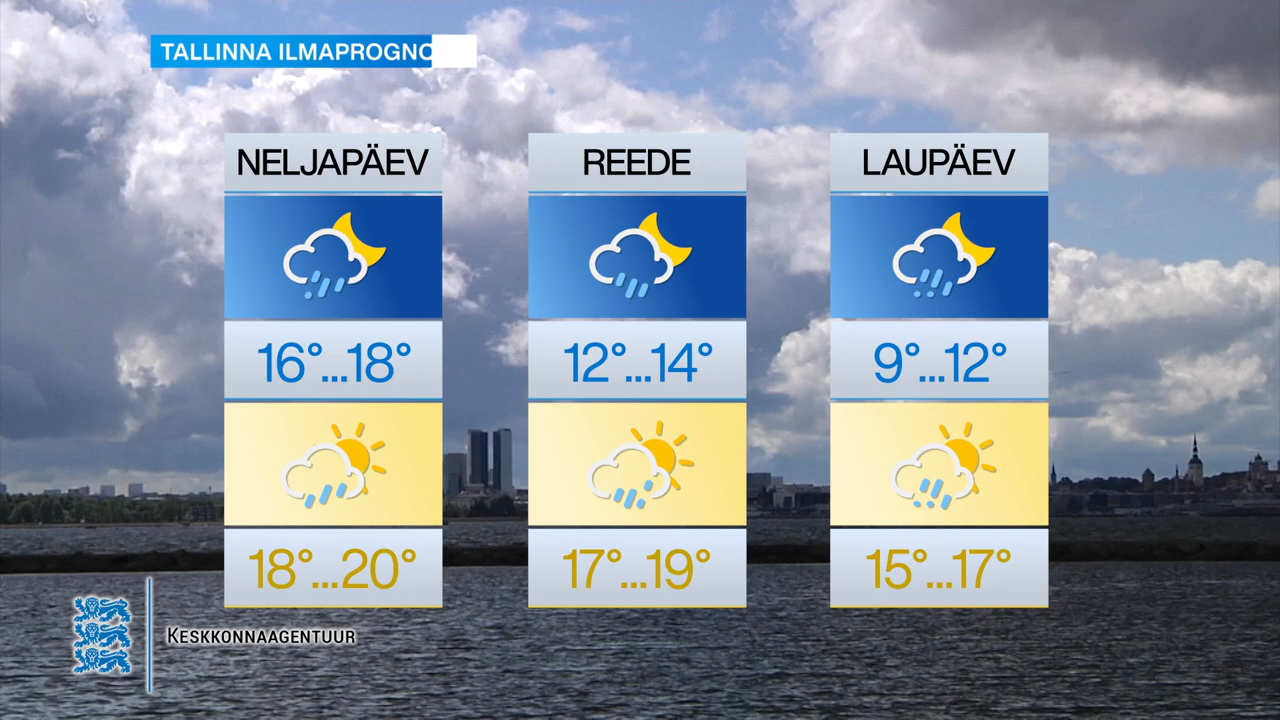 TALLINNA ILMAPROGNO
NELJAPÄEV
16°...18°
18°...20°
REEDE
12°...14°
17°...19°
LAUPÄEV
9°...12°
15°...17°
KESKKONNAAGENTUUR